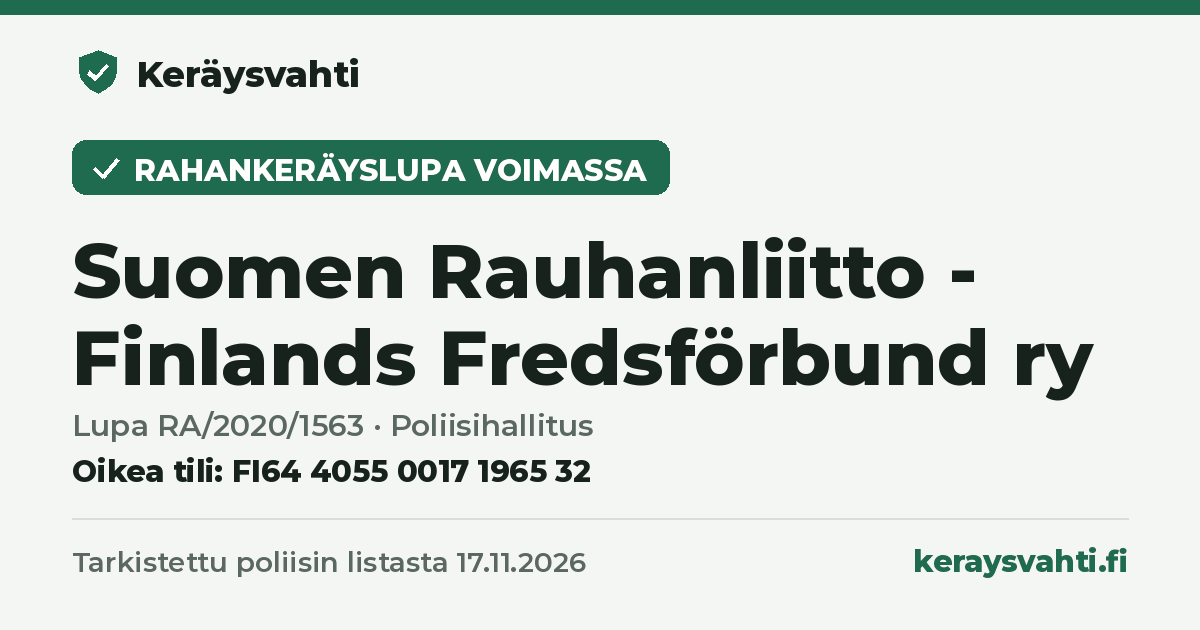 Keräysvahti
RAHANKERÄYSLUPA VOIMASSA
Suomen Rauhanliitto -
Finlands Fredsförbund ry
Lupa RA/2020/1563 · Poliisihallitus
Oikea tili: FI64 4055 0017 1965 32
Tarkistettu poliisin listasta 17.11.2026
keraysvahti.fi